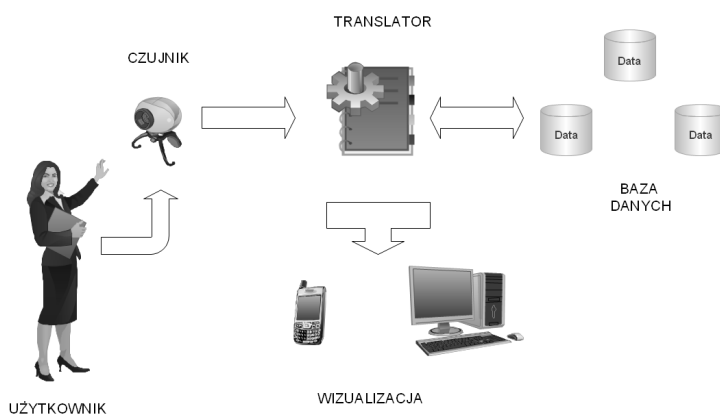 TRANSLATOR
CZUJNIK
Data
Data
Data
BAZA
DANYCH
WIZUALIZACJA
UŻYTKOWNIK